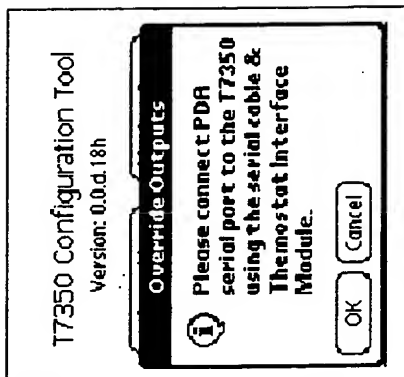 T7350 Configuration Tool
Version: 0.0.d.18h
Override Outputs
Please connect PDA
serial port to the T7350
using the serial cable &
Themostat Interface
Module.
OK
Cancel